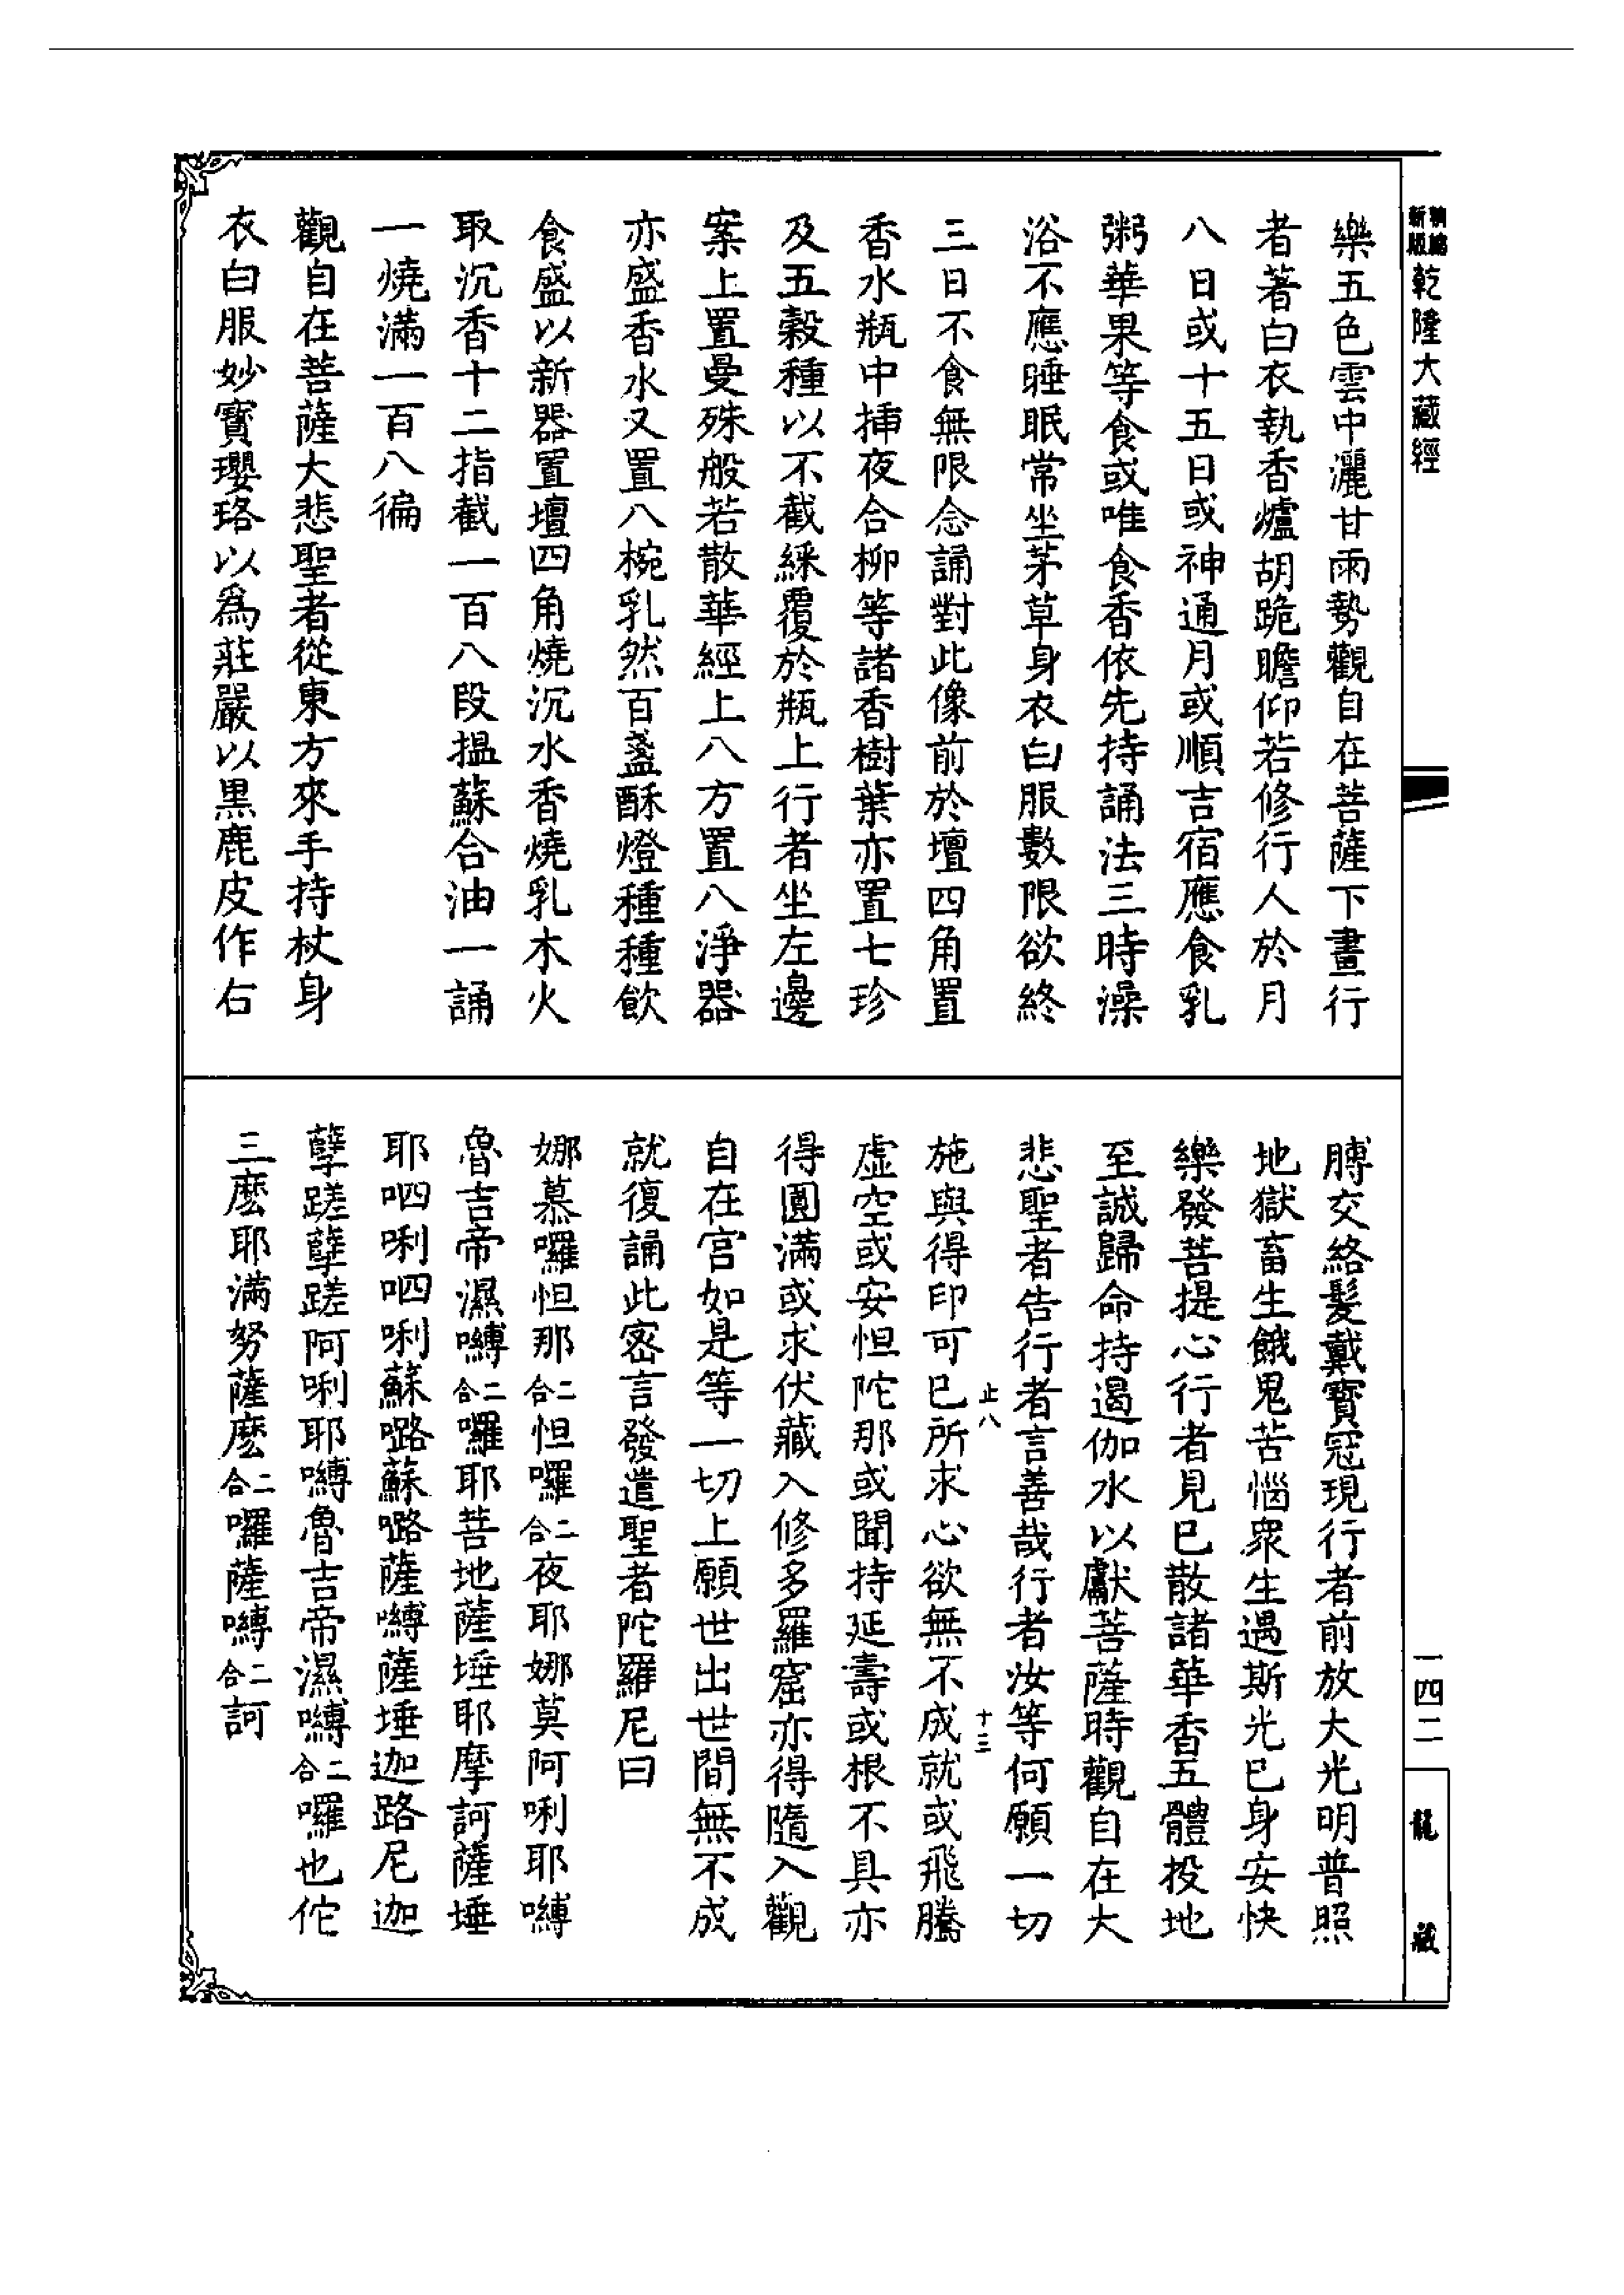 新編
新版
乾隆大藏經
樂五色雲中灑甘雨勢觀自在菩薩下畫行
者著白衣執香爐胡跪瞻仰若修行人於月
八日或十五日或神通月或順吉宿應食乳
粥華果等食或唯食香依先持誦法三時澡
浴不應睡眠常坐茅草身衣白服數限欲終
三日不食無限念誦對此像前於壇四角置
香水瓶中揷夜合柳等諸香樹葉亦置七珍
及五穀種以不截綵覆於瓶上行者坐左邊
案上置曼殊般若散華經上八方置八淨器
亦盛香水又置八椀乳然百盞酥燈種種飲
食盛以新器置壇四角燒沉水香燒乳木火
取沉香十二指截一百八段搵蘇合油一誦
一燒滿一百八徧
觀自在菩薩大悲聖者從東方來手持杖身
衣白服妙寶瓔珞以爲莊嚴以黑鹿皮作右
膊交絡髮戴寶冠現行者前放大光明普照
地獄畜生餓鬼苦惱衆生遇斯光已身安快
樂發菩提心行者見已散諸華香五體投地
至誠歸命持遏伽水以獻菩薩時觀自在大
悲聖者告行者言善哉行者汝等何願一切
止八 十三
施與得印可已所求心欲無不成就或飛騰
虛空或安怛陀那或聞持延壽或根不具亦
得圓滿或求伏藏入修多羅窟亦得隨入觀
自在宮如是等一切上願世出世間無不成
就復誦此密言發遣聖者陀羅尼曰
娜慕囉怛那二合怛囉二合夜耶娜莫阿唎耶嚩
魯吉帝濕嚩二合囉耶菩地薩埵耶摩訶薩埵
耶呬唎呬唎蘇嚕蘇嚕薩嚩薩埵迦路尼迦
孽蹉孽蹉阿唎耶嚩魯吉帝濕嚩二合囉也佗
三麽耶滿努薩麽二合囉薩嚩二合訶
一四二
龍藏